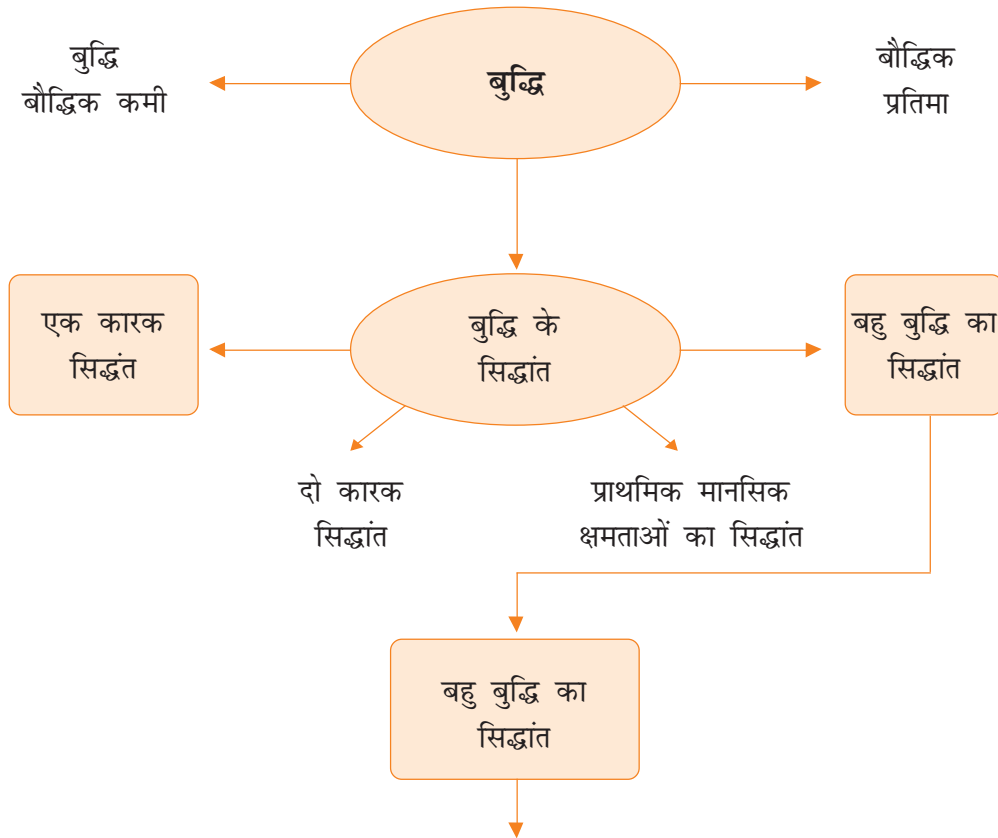 बुद्धि
बौद्धिक कमी
बुद्धि
बौद्धिक
प्रतिमा
एक कारक
सिद्धंत
बुद्धि के
सिद्धांत
बहु बुद्धि का
सिद्धांत
दो कारक
सिद्धांत
प्राथमिक मानसिक
क्षमताओं का सिद्धांत
बहु बुद्धि का
सिद्धांत